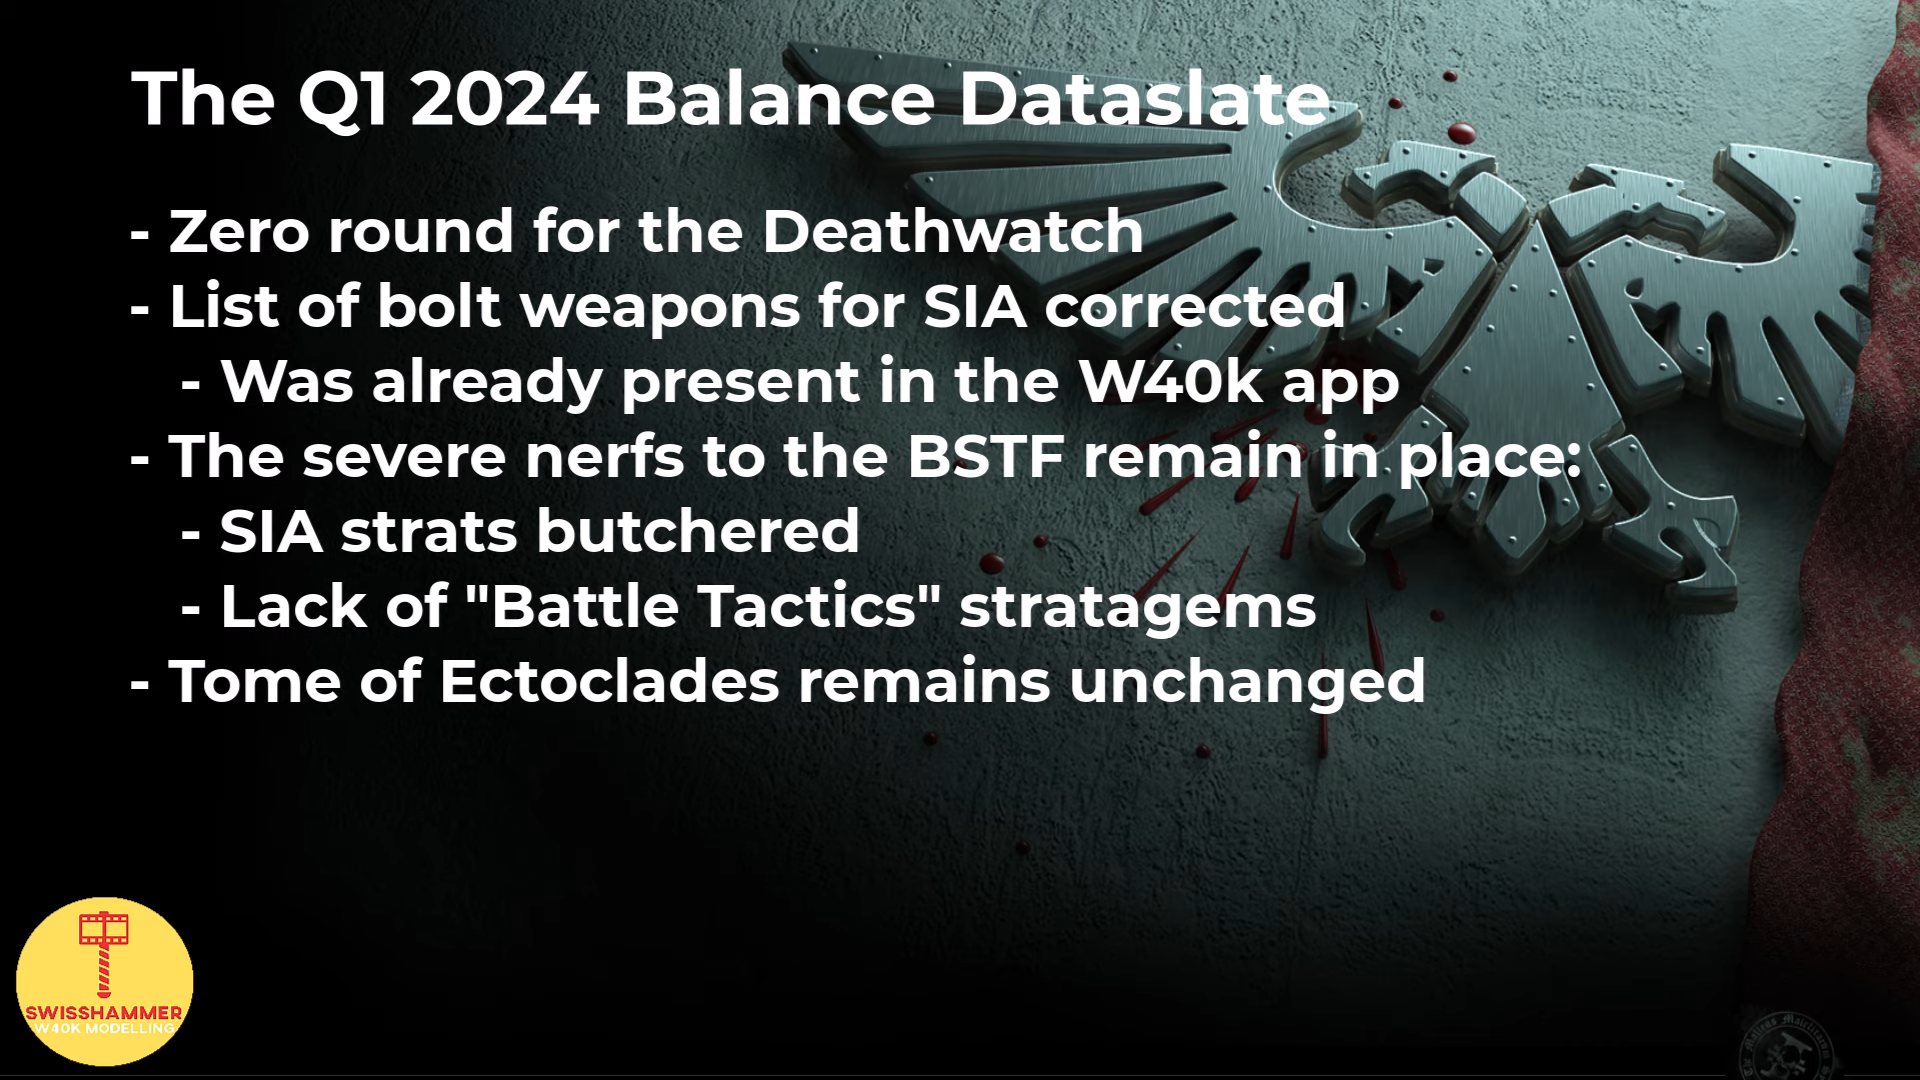 The Q1 2024 Balance Dataslate
- Zero round for the Deathwatch
- List of bolt weapons for SIA corrected
- Was already present in the W40k app
- The severe nerfs to the BSTF remain in place:
- SIA strats butchered
- Lack of "Battle Tactics" stratagems
- Tome of Ectoclades remains unchanged
SWISSHAMMER
W40K MODELLING